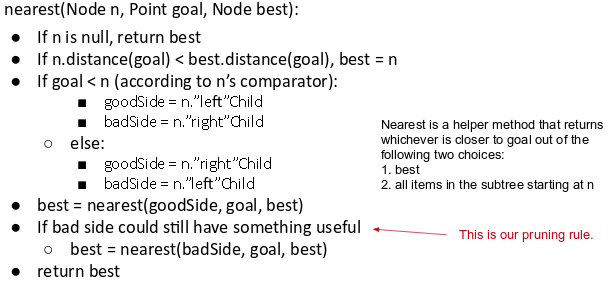 nearest(Node n, Point goal, Node best):
● If n is null, return best
● If n.distance(goal) < best.distance(goal), best = n
● If goal < n (according to n's comparator):
■ goodSide = n."left"Child
■ badSide = n."right"Child
○ else:
■ goodSide = n."right"Child
■ badSide = n."left"Child
● best = nearest(goodSide, goal, best)
● If bad side could still have something useful
○ best = nearest(badSide, goal, best)
● return best
Nearest is a helper method that returns
whichever is closer to goal out of the
following two choices:
1. best
2. all items in the subtree starting at n
This is our pruning rule.